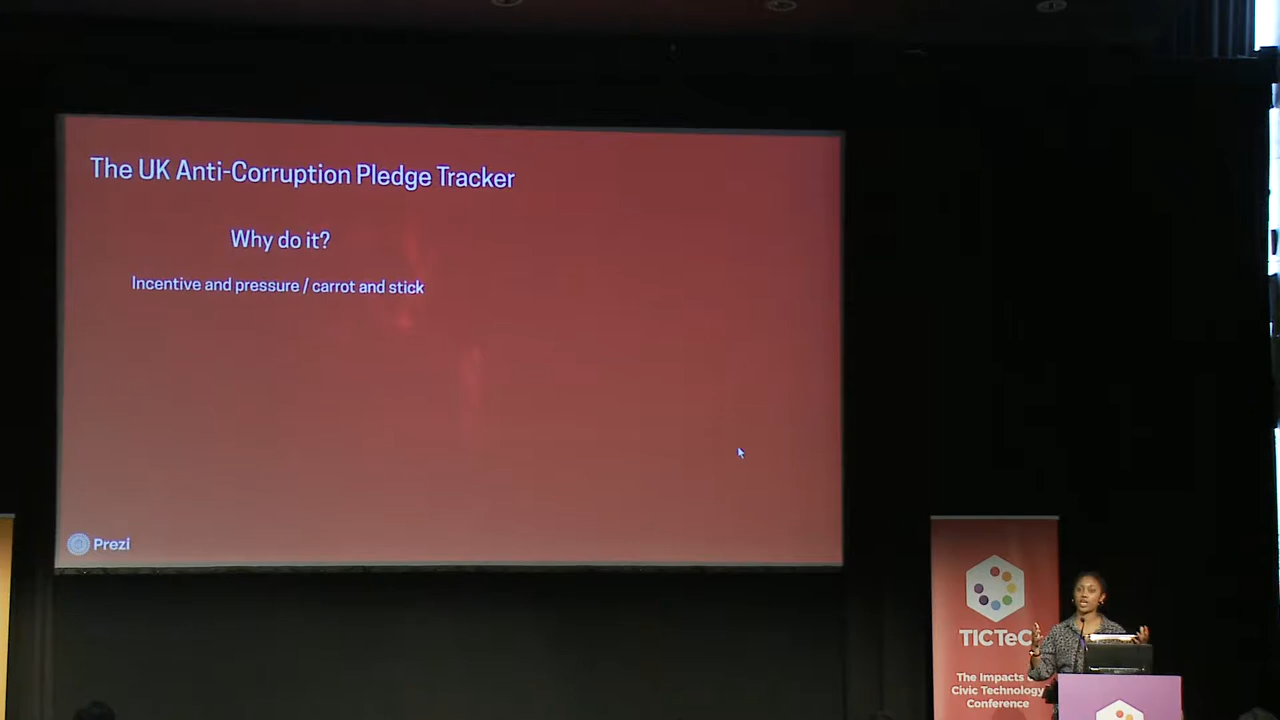 The UK Anti-Corruption Pledge Tracker
Why do it?
Incentive and pressure / carrot and stick
Prezi
TICTeC
The Impacts
Civic Technology
Conference